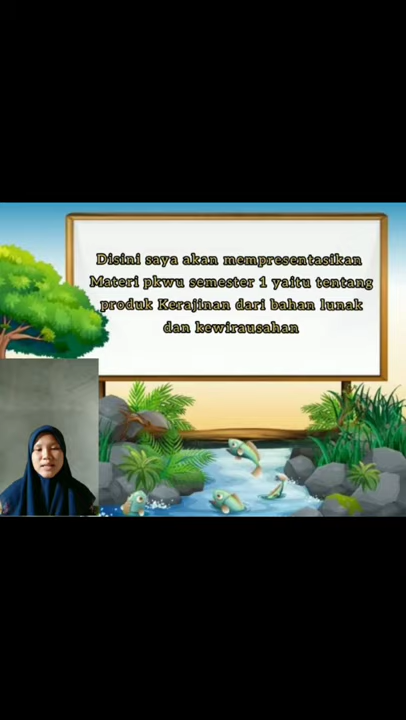 Disini saya akan mempresentasikan
Materi pkwu semester 1 yaitu tentang
produk Kerajinan dari bahan lunak
dan kewirausahan